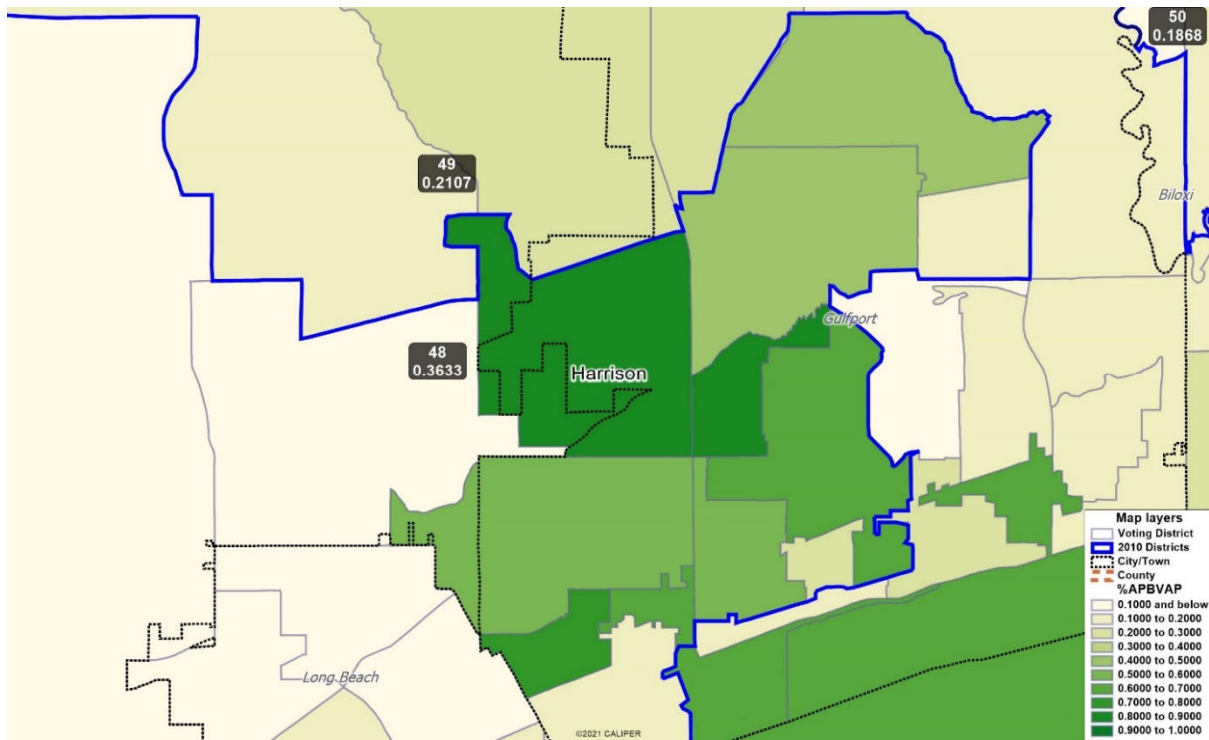 50
0.1868
49
0.2107
Biloxi
Gulfport
48
0.3633
Harrison
Long Beach
Map layers
Voting District
2010 Districts
City/Town
County
%APBVAP
0.1000 and below
0.1000 to 0.2000
0.2000 to 0.3000
0.3000 to 0.4000
0.4000 to 0.5000
0.5000 to 0.6000
0.6000 to 0.7000
0.7000 to 0.8000
0.8000 to 0.9000
0.9000 to 1.0000
©2021 CALIPER